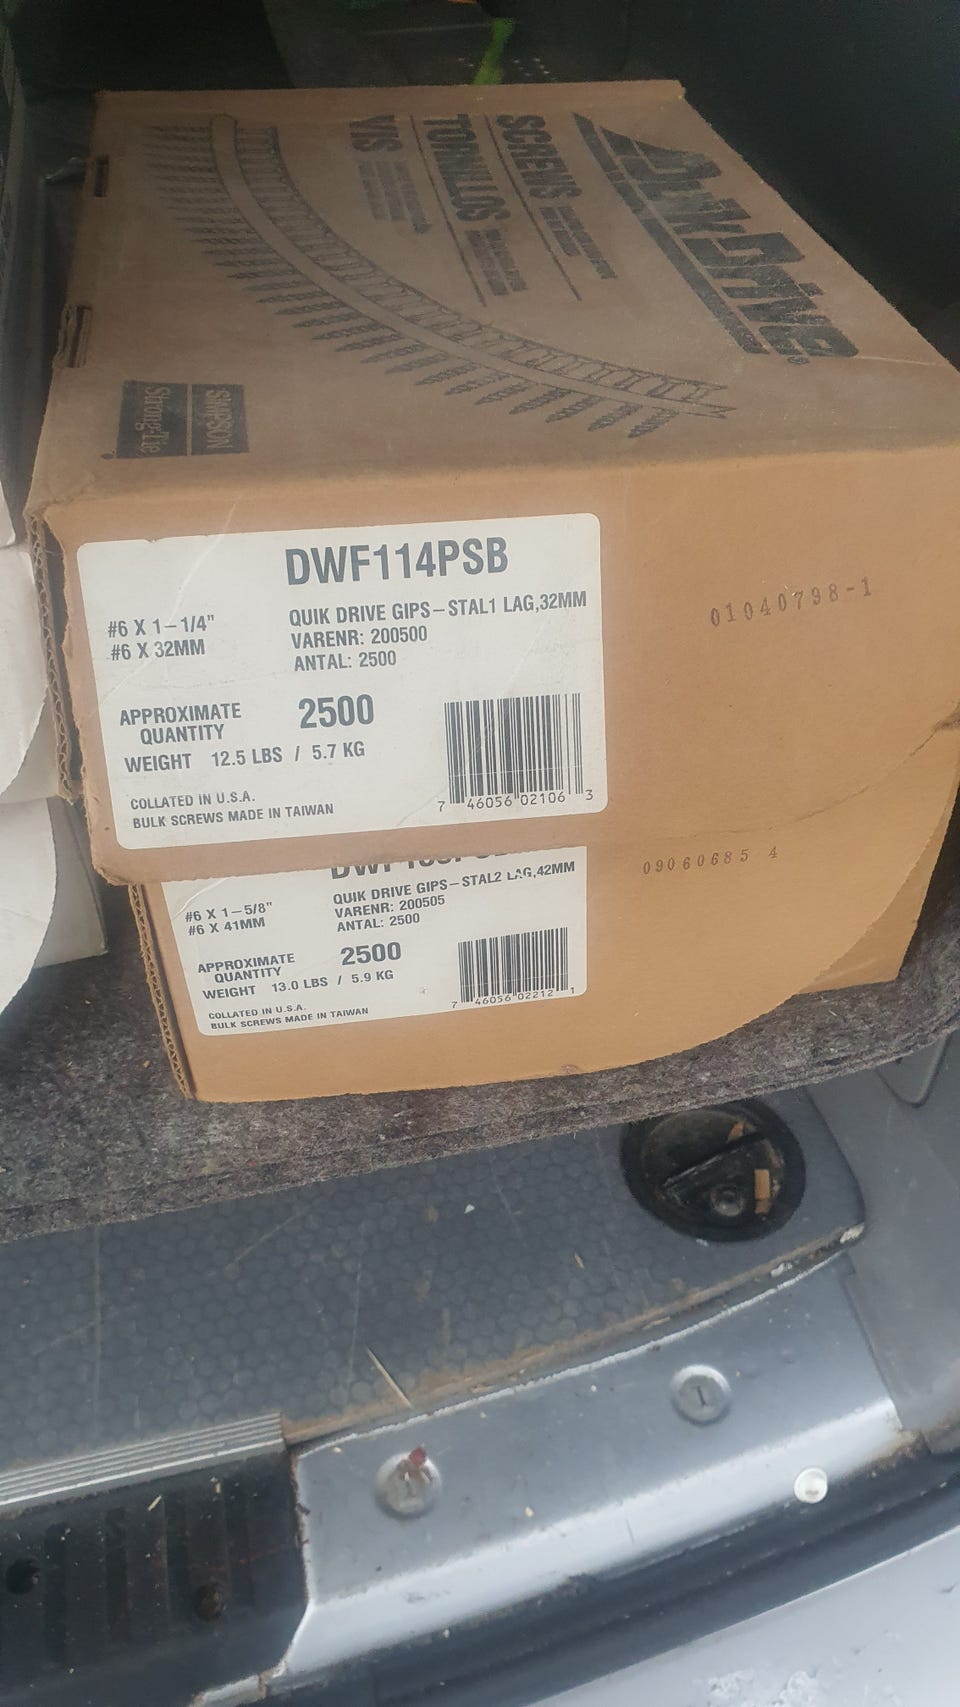 Quik Drive®
SCREWS
TORNILLOS
VIS
SIMPSON
Strong-Tie
DWF114PSB
#6 X 1-1/4"
#6 X 32MM
QUIK DRIVE GIPS-STAL1 LAG,32MM
VARENR: 200500
ANTAL: 2500
APPROXIMATE
QUANTITY
2500
WEIGHT 12.5 LBS / 5.7 KG
COLLATED IN U.S.A.
BULK SCREWS MADE IN TAIWAN
7 46056 02106 3
01040798-1
#6 X 1-5/8"
#6 X 41MM
QUIK DRIVE GIPS-STAL2 LAG,42MM
VARENR: 200505
ANTAL: 2500
APPROXIMATE
QUANTITY
2500
WEIGHT 13.0 LBS / 5.9 KG
COLLATED IN U.S.A.
BULK SCREWS MADE IN TAIWAN
7 46056 02212 1
09060685 4